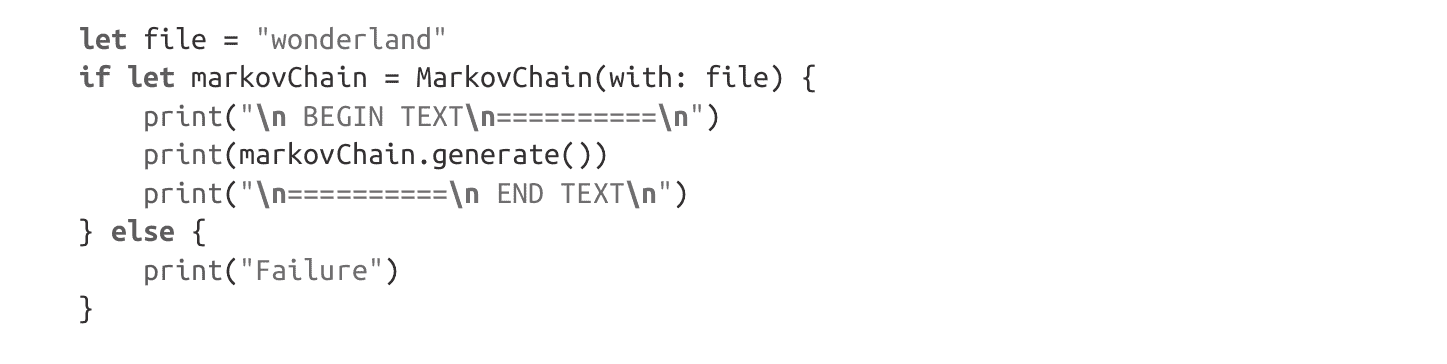 let file = "wonderland"
if let markovChain = MarkovChain(with: file) {
    print("\n BEGIN TEXT\n==========\n")
    print(markovChain.generate())
    print("\n==========\n END TEXT\n")
} else {
    print("Failure")
}